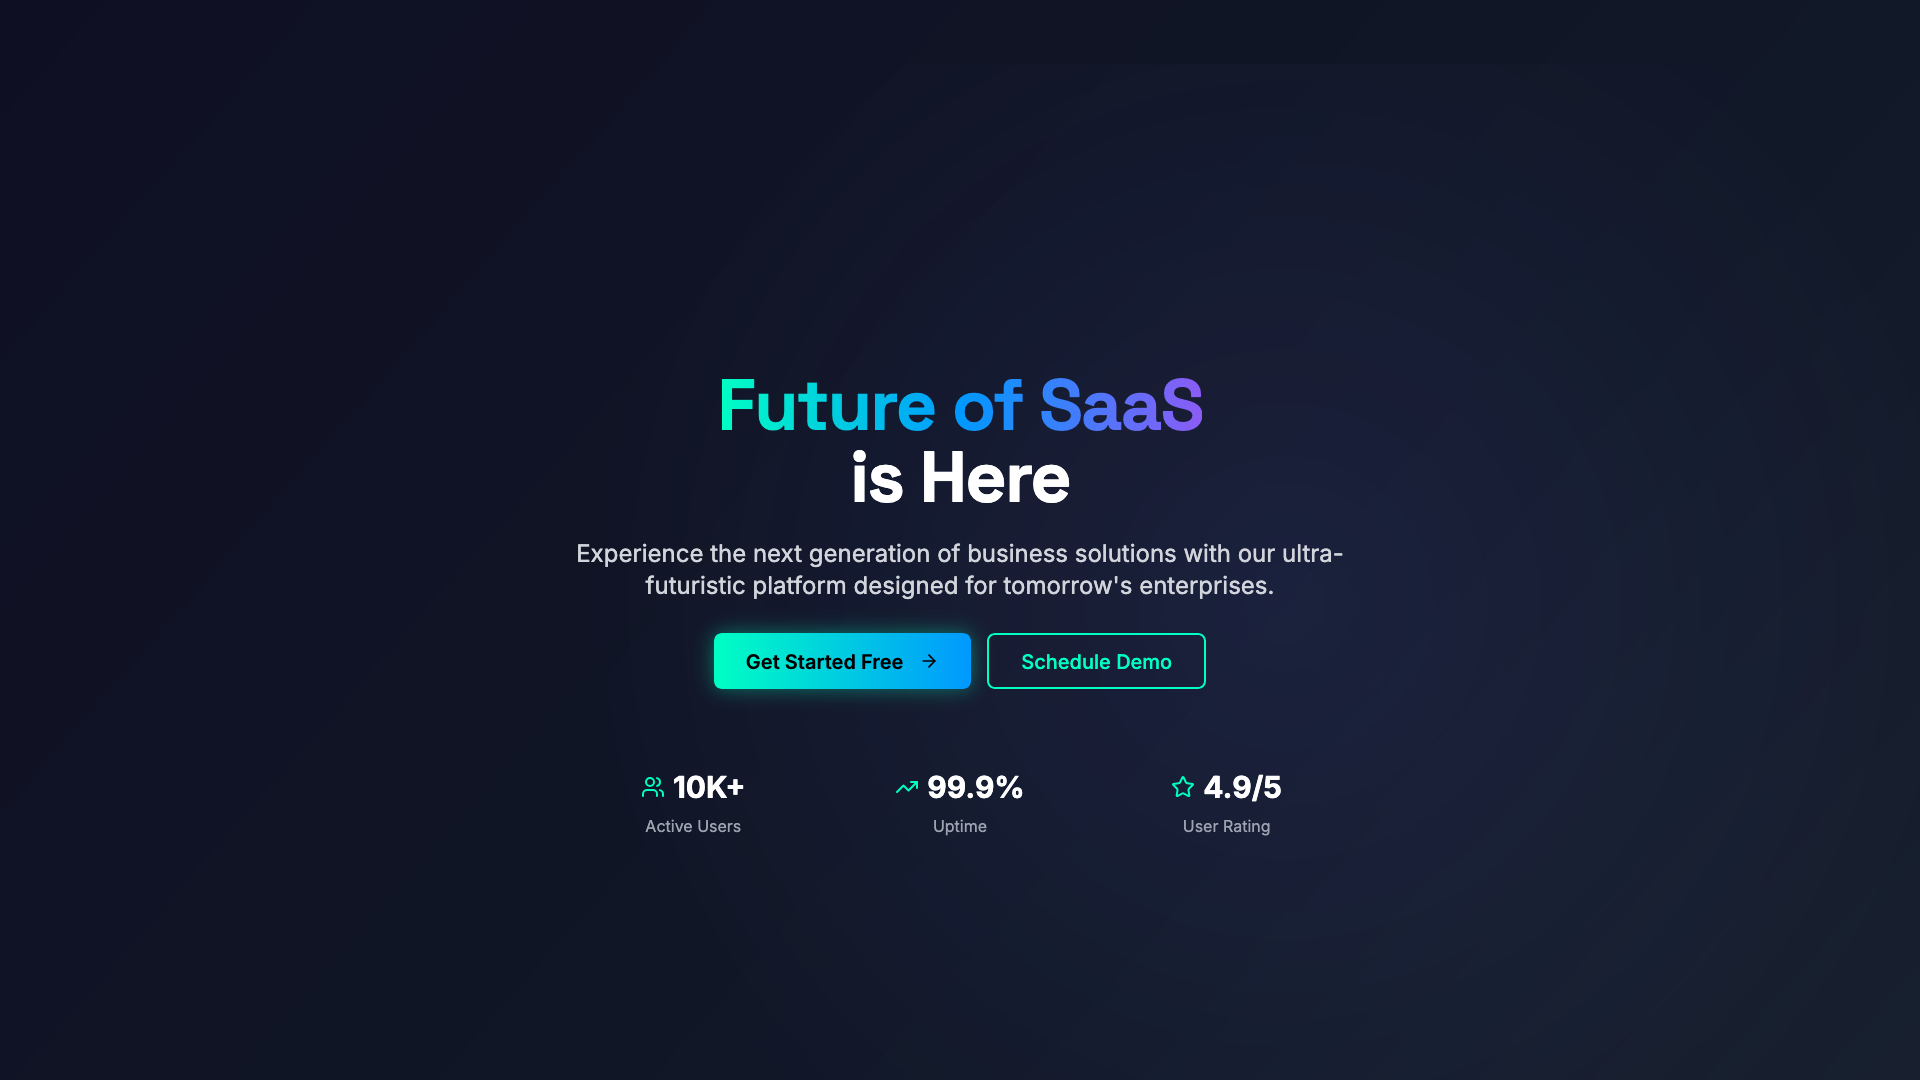 Future of SaaS
is Here
Experience the next generation of business solutions with our ultra-
futuristic platform designed for tomorrow's enterprises.
Get Started Free
Schedule Demo
10K+
Active Users
99.9%
Uptime
4.9/5
User Rating